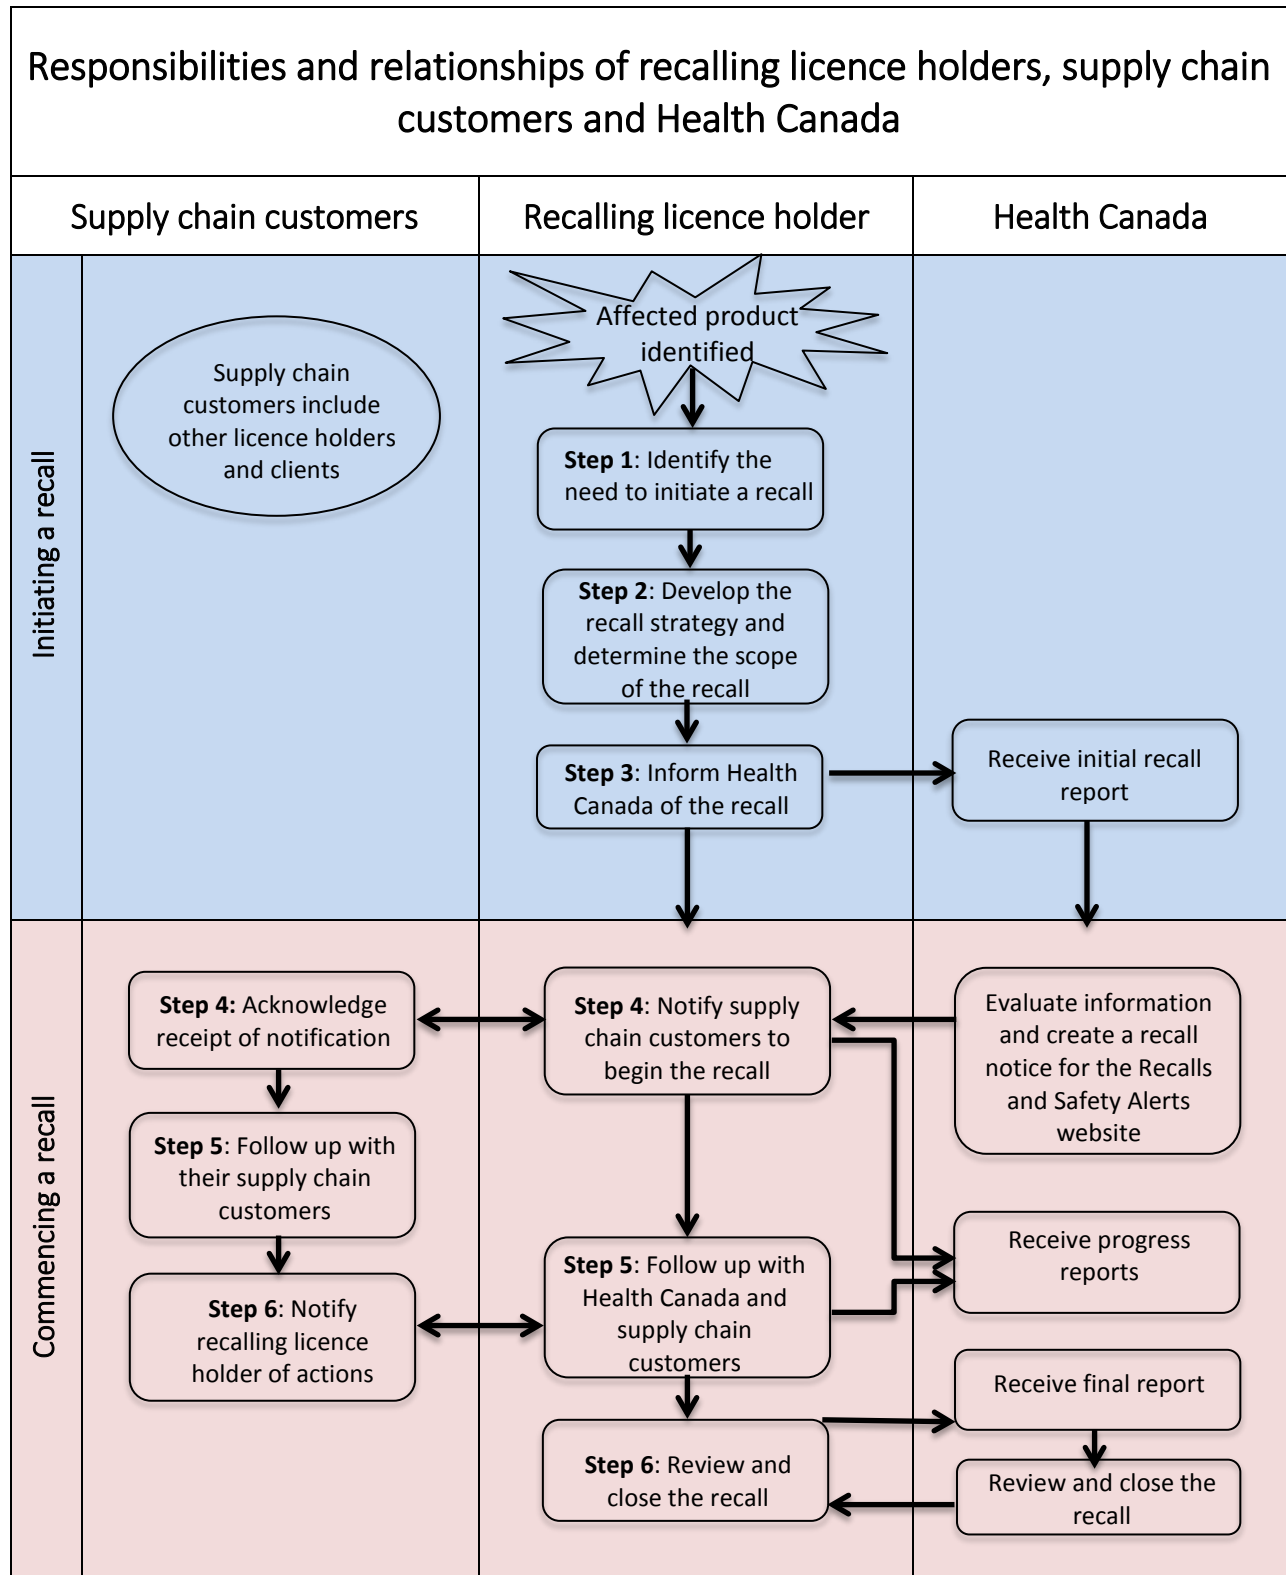 Responsibilities and relationships of recalling licence holders, supply chain
customers and Health Canada
Supply chain customers
Recalling licence holder
Health Canada
Initiating a recall
Supply chain
customers include
other licence holders
and clients
Affected product
identified
Step 1: Identify the
need to initiate a recall
Step 2: Develop the
recall strategy and
determine the scope
of the recall
Step 3: Inform Health
Canada of the recall
Receive initial recall
report
Commencing a recall
Step 4: Acknowledge
receipt of notification
Step 5: Follow up with
their supply chain
customers
Step 6: Notify
recalling licence
holder of actions
Step 4: Notify supply
chain customers to
begin the recall
Step 5: Follow up with
Health Canada and
supply chain
customers
Step 6: Review and
close the recall
Evaluate information
and create a recall
notice for the Recalls
and Safety Alerts
website
Receive progress
reports
Receive final report
Review and close the
recall